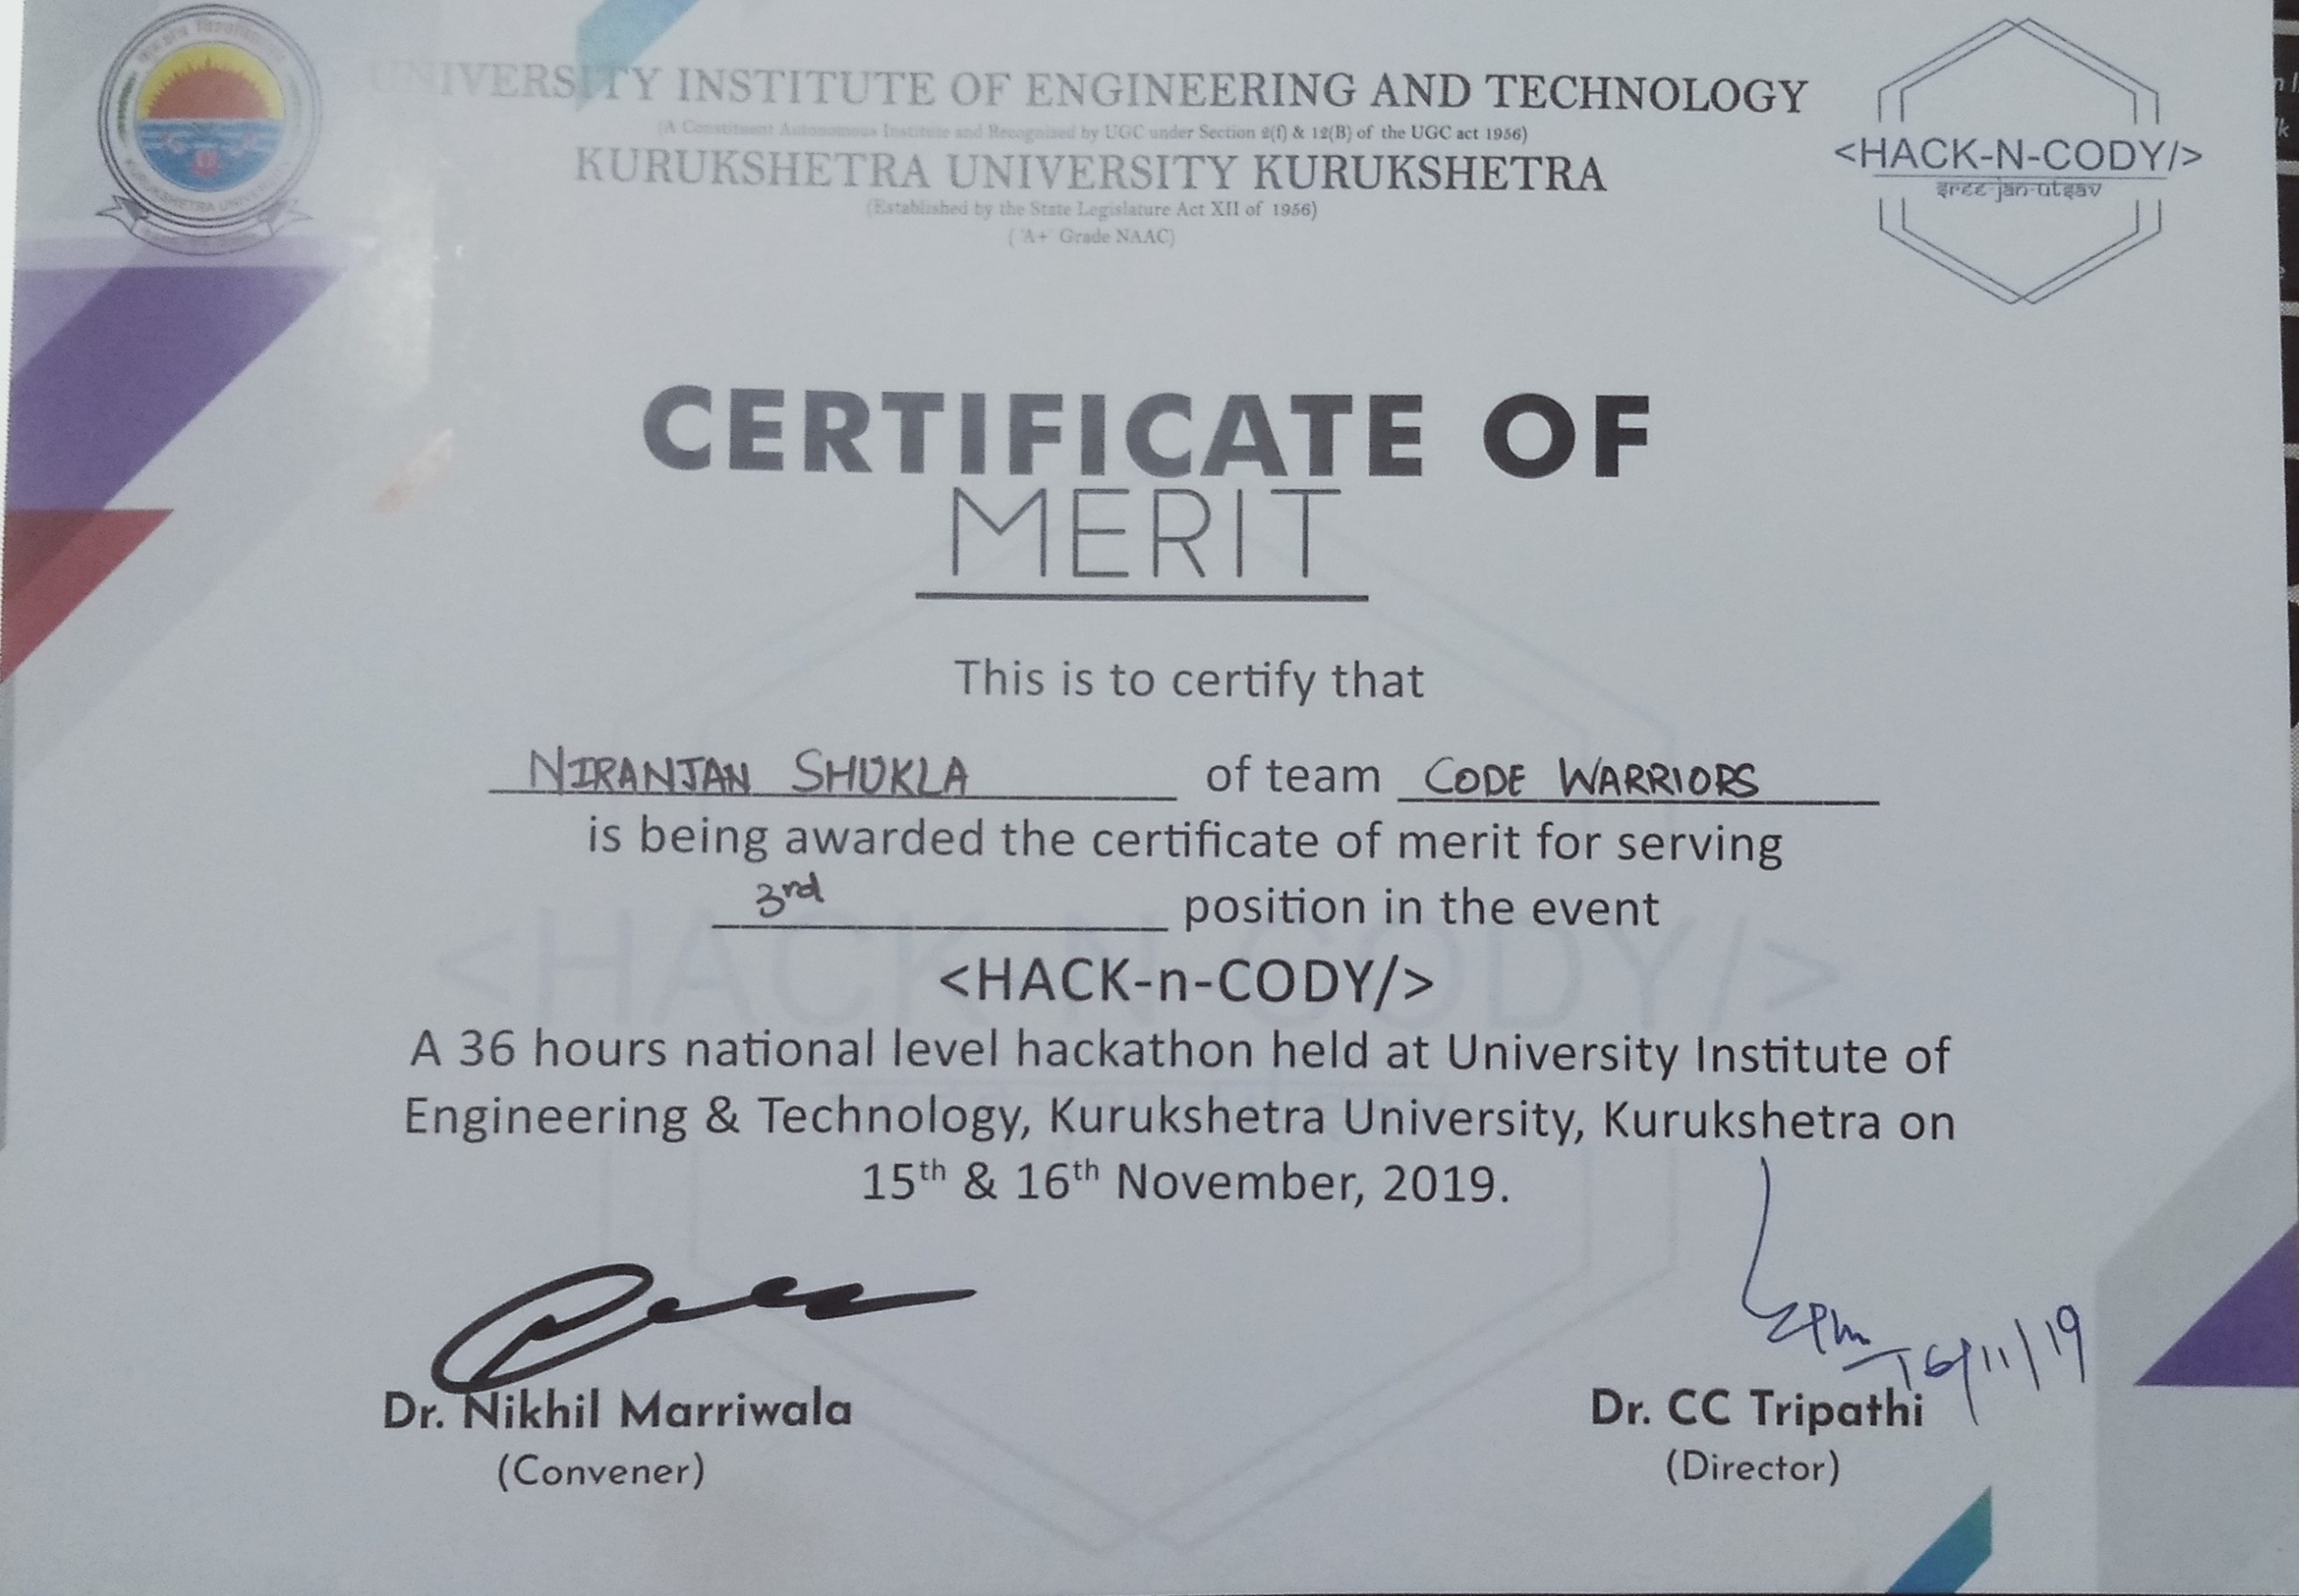 UNIVERSITY INSTITUTE OF ENGINEERING AND TECHNOLOGY
(A Constituent Autonomous Institute and Recognized by UGC under Section 2(f) & 12(B) of the UGC act 1956)
KURUKSHETRA UNIVERSITY KURUKSHETRA
(Established by the State Legislature Act XII of 1956)
('A+' Grade NAAC)
KURUKSHETRA UNIVERSITY
<HACK-N-CODY/>
sree-jan-utsav
CERTIFICATE OF
MERIT
This is to certify that
NIRANJAN SHUKLA of team CODE WARRIORS
is being awarded the certificate of merit for serving
3rd position in the event
<HACK-n-CODY/>
A 36 hours national level hackathon held at University Institute of
Engineering & Technology, Kurukshetra University, Kurukshetra on
15th & 16th November, 2019.
16/11/19
Dr. Nikhil Marriwala
(Convener)
Dr. CC Tripathi
(Director)